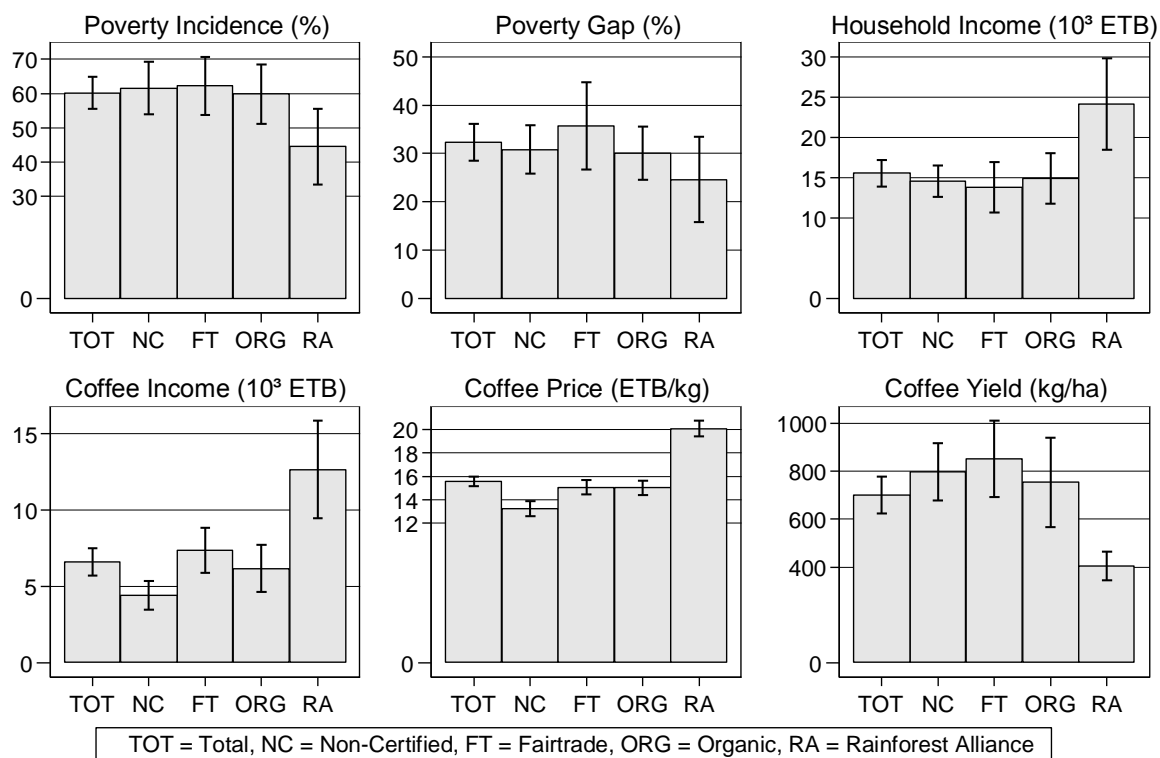 Poverty Incidence (%)
70
60
50
40
30
0
TOT NC FT ORG RA
Poverty Gap (%)
50
40
30
20
10
0
TOT NC FT ORG RA
Household Income (10³ ETB)
30
25
20
15
10
0
TOT NC FT ORG RA
Coffee Income (10³ ETB)
15
10
5
0
TOT NC FT ORG RA
Coffee Price (ETB/kg)
20
18
16
14
12
0
TOT NC FT ORG RA
Coffee Yield (kg/ha)
1000
800
600
400
0
TOT NC FT ORG RA
TOT = Total, NC = Non-Certified, FT = Fairtrade, ORG = Organic, RA = Rainforest Alliance